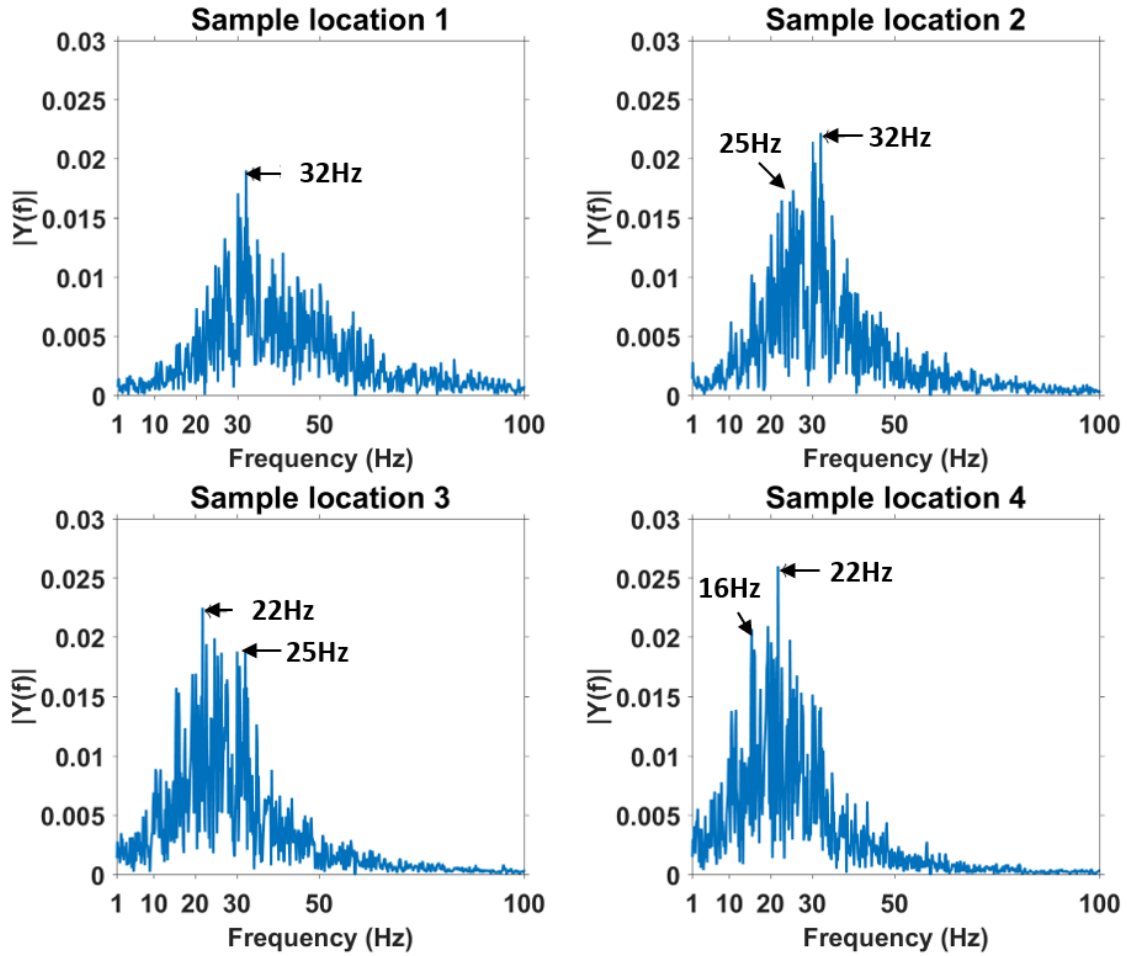 Sample location 1
0.03
0.025
0.02
0.015
0.01
0.005
0
|Y(f)|
32Hz
1 10 20 30 50 100
Frequency (Hz)
Sample location 2
0.03
0.025
0.02
0.015
0.01
0.005
0
|Y(f)|
25Hz
32Hz
1 10 20 30 50 100
Frequency (Hz)
Sample location 3
0.03
0.025
0.02
0.015
0.01
0.005
0
|Y(f)|
22Hz
25Hz
1 10 20 30 50 100
Frequency (Hz)
Sample location 4
0.03
0.025
0.02
0.015
0.01
0.005
0
|Y(f)|
16Hz
22Hz
1 10 20 30 50 100
Frequency (Hz)